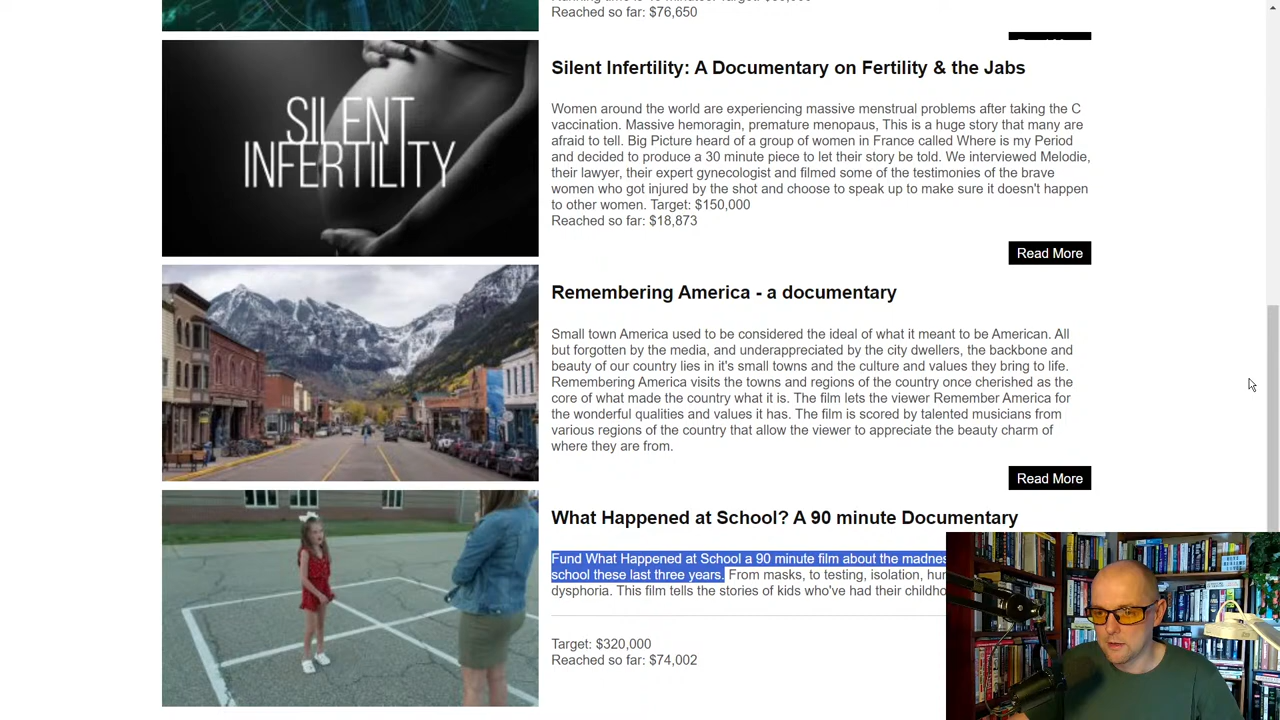 Reached so far: $76,650
SILENT
INFERTILITY
Silent Infertility: A Documentary on Fertility & the Jabs
Women around the world are experiencing massive menstrual problems after taking the C
vaccination. Massive hemoragin, premature menopaus, This is a huge story that many are
afraid to tell. Big Picture heard of a group of women in France called Where is my Period
and decided to produce a 30 minute piece to let their story be told. We interviewed Melodie,
their lawyer, their expert gynecologist and filmed some of the testimonies of the brave
women who got injured by the shot and choose to speak up to make sure it doesn't happen
to other women. Target: $150,000
Reached so far: $18,873
Read More
Remembering America - a documentary
Small town America used to be considered the ideal of what it meant to be American. All
but forgotten by the media, and underappreciated by the city dwellers, the backbone and
beauty of our country lies in it's small towns and the culture and values they bring to life.
Remembering America visits the towns and regions of the country once cherished as the
core of what made the country what it is. The film lets the viewer Remember America for
the wonderful qualities and values it has. The film is scored by talented musicians from
various regions of the country that allow the viewer to appreciate the beauty charm of
where they are from.
Read More
What Happened at School? A 90 minute Documentary
Fund What Happened at School a 90 minute film about the
school these last three years. From masks, to testing, isolation,
dysphoria. This film tells the stories of kids who've had their
Target: $320,000
Reached so far: $74,002